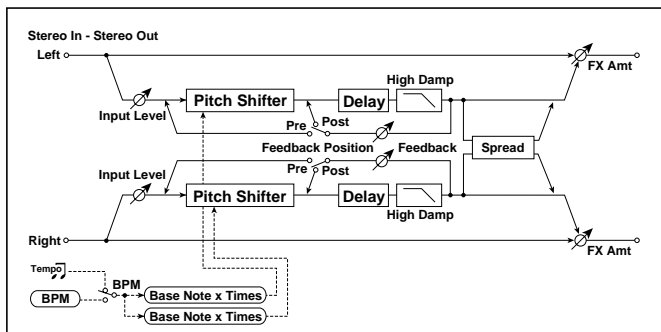 Stereo In - Stereo Out
Left
FX Amt
High Damp
Input Level
Pitch Shifter
Delay
Pre
Post
Feedback Position
Feedback
Spread
Input Level
Pre
Post
Pitch Shifter
Delay
High Damp
Right
FX Amt
Tempo
BPM
BPM
Base Note x Times
Base Note x Times